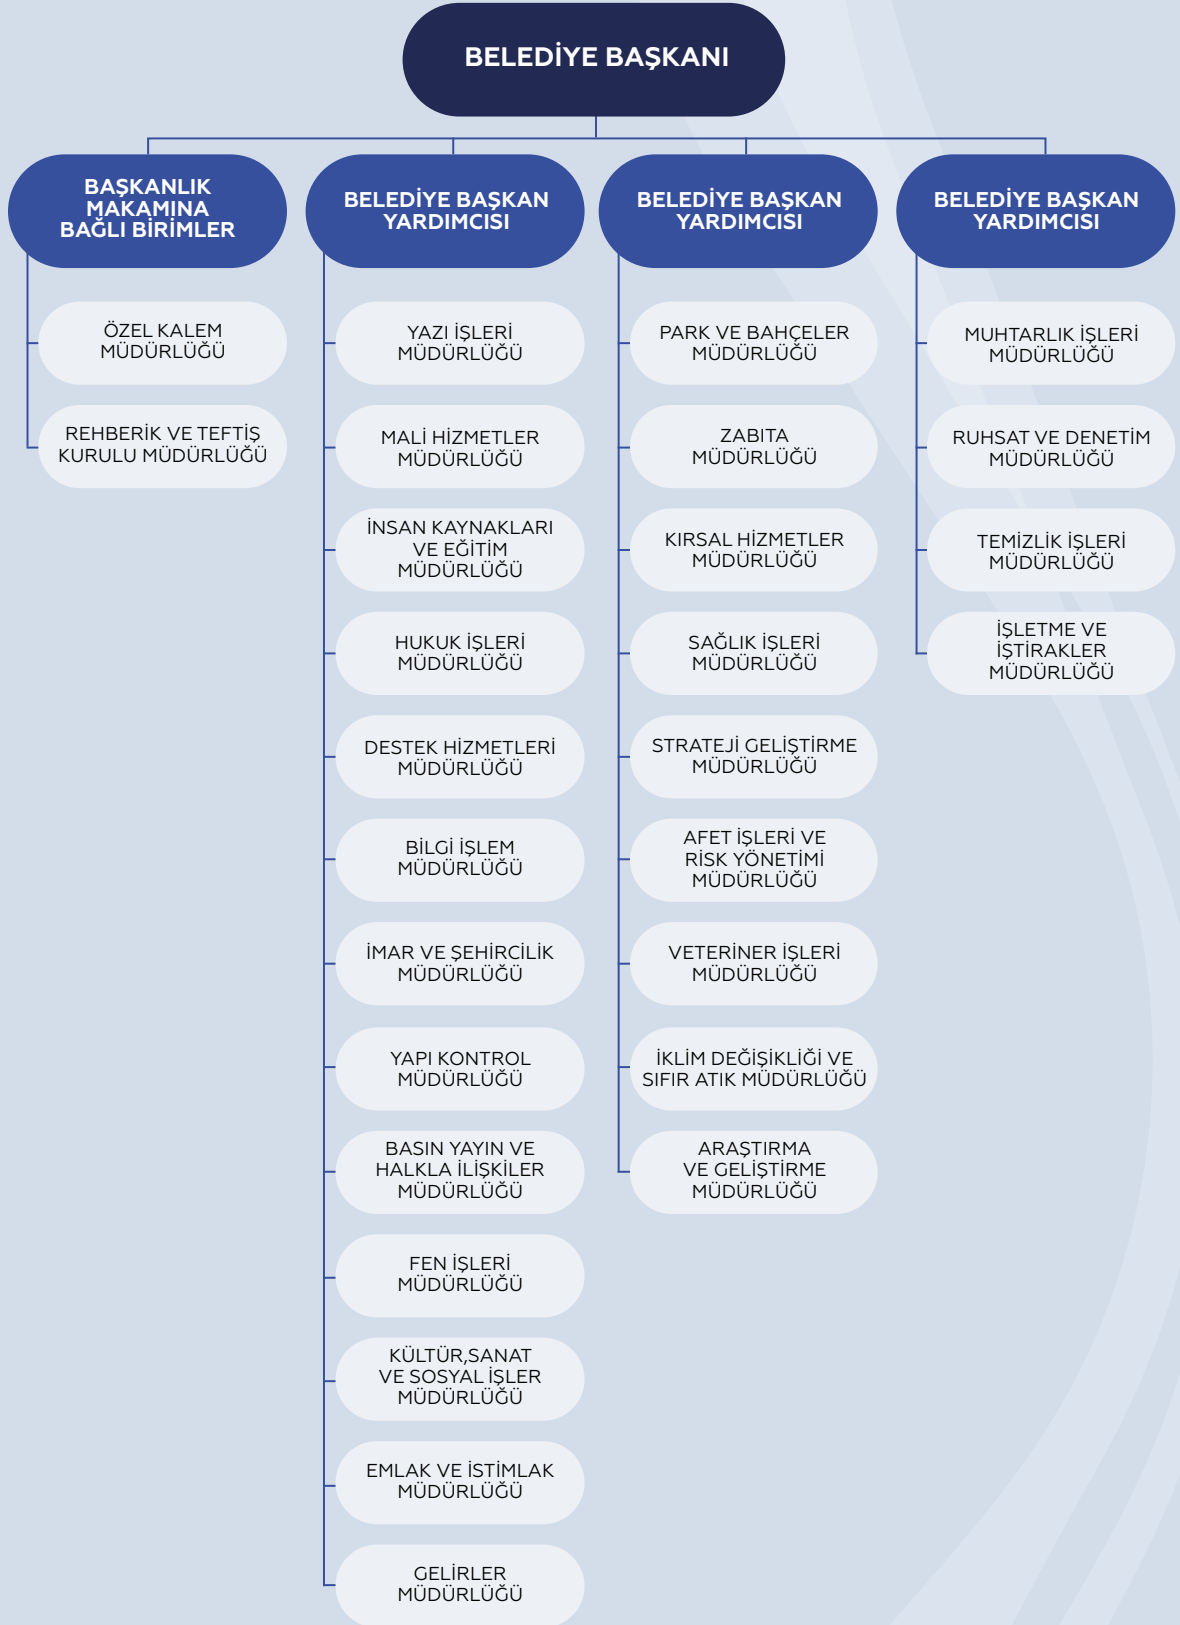 BELEDİYE BAŞKANI
BAŞKANLIK
MAKAMINA
BAĞLI BİRİMLER
ÖZEL KALEM
MÜDÜRLÜĞÜ
REHBERİK VE TEFTİŞ
KURULU MÜDÜRLÜĞÜ
BELEDİYE BAŞKAN
YARDIMCISI
YAZI İŞLERİ
MÜDÜRLÜĞÜ
MALİ HİZMETLER
MÜDÜRLÜĞÜ
İNSAN KAYNAKLARI
VE EĞİTİM
MÜDÜRLÜĞÜ
HUKUK İŞLERİ
MÜDÜRLÜĞÜ
DESTEK HİZMETLERİ
MÜDÜRLÜĞÜ
BİLGİ İŞLEM
MÜDÜRLÜĞÜ
İMAR VE ŞEHİRCİLİK
MÜDÜRLÜĞÜ
YAPI KONTROL
MÜDÜRLÜĞÜ
BASIN YAYIN VE
HALKLA İLİŞKİLER
MÜDÜRLÜĞÜ
FEN İŞLERİ
MÜDÜRLÜĞÜ
KÜLTÜR,SANAT
VE SOSYAL İŞLER
MÜDÜRLÜĞÜ
EMLAK VE İSTİMLAK
MÜDÜRLÜĞÜ
GELİRLER
MÜDÜRLÜĞÜ
BELEDİYE BAŞKAN
YARDIMCISI
PARK VE BAHÇELER
MÜDÜRLÜĞÜ
ZABITA
MÜDÜRLÜĞÜ
KIRSAL HİZMETLER
MÜDÜRLÜĞÜ
SAĞLIK İŞLERİ
MÜDÜRLÜĞÜ
STRATEJİ GELİŞTİRME
MÜDÜRLÜĞÜ
AFET İŞLERİ VE
RİSK YÖNETİMİ
MÜDÜRLÜĞÜ
VETERİNER İŞLERİ
MÜDÜRLÜĞÜ
İKLİM DEĞİŞİKLİĞİ VE
SIFIR ATIK MÜDÜRLÜĞÜ
ARAŞTIRMA
VE GELİŞTİRME
MÜDÜRLÜĞÜ
BELEDİYE BAŞKAN
YARDIMCISI
MUHTARLIK İŞLERİ
MÜDÜRLÜĞÜ
RUHSAT VE DENETİM
MÜDÜRLÜĞÜ
TEMİZLİK İŞLERİ
MÜDÜRLÜĞÜ
İŞLETME VE
İŞTİRAKLER
MÜDÜRLÜĞÜ